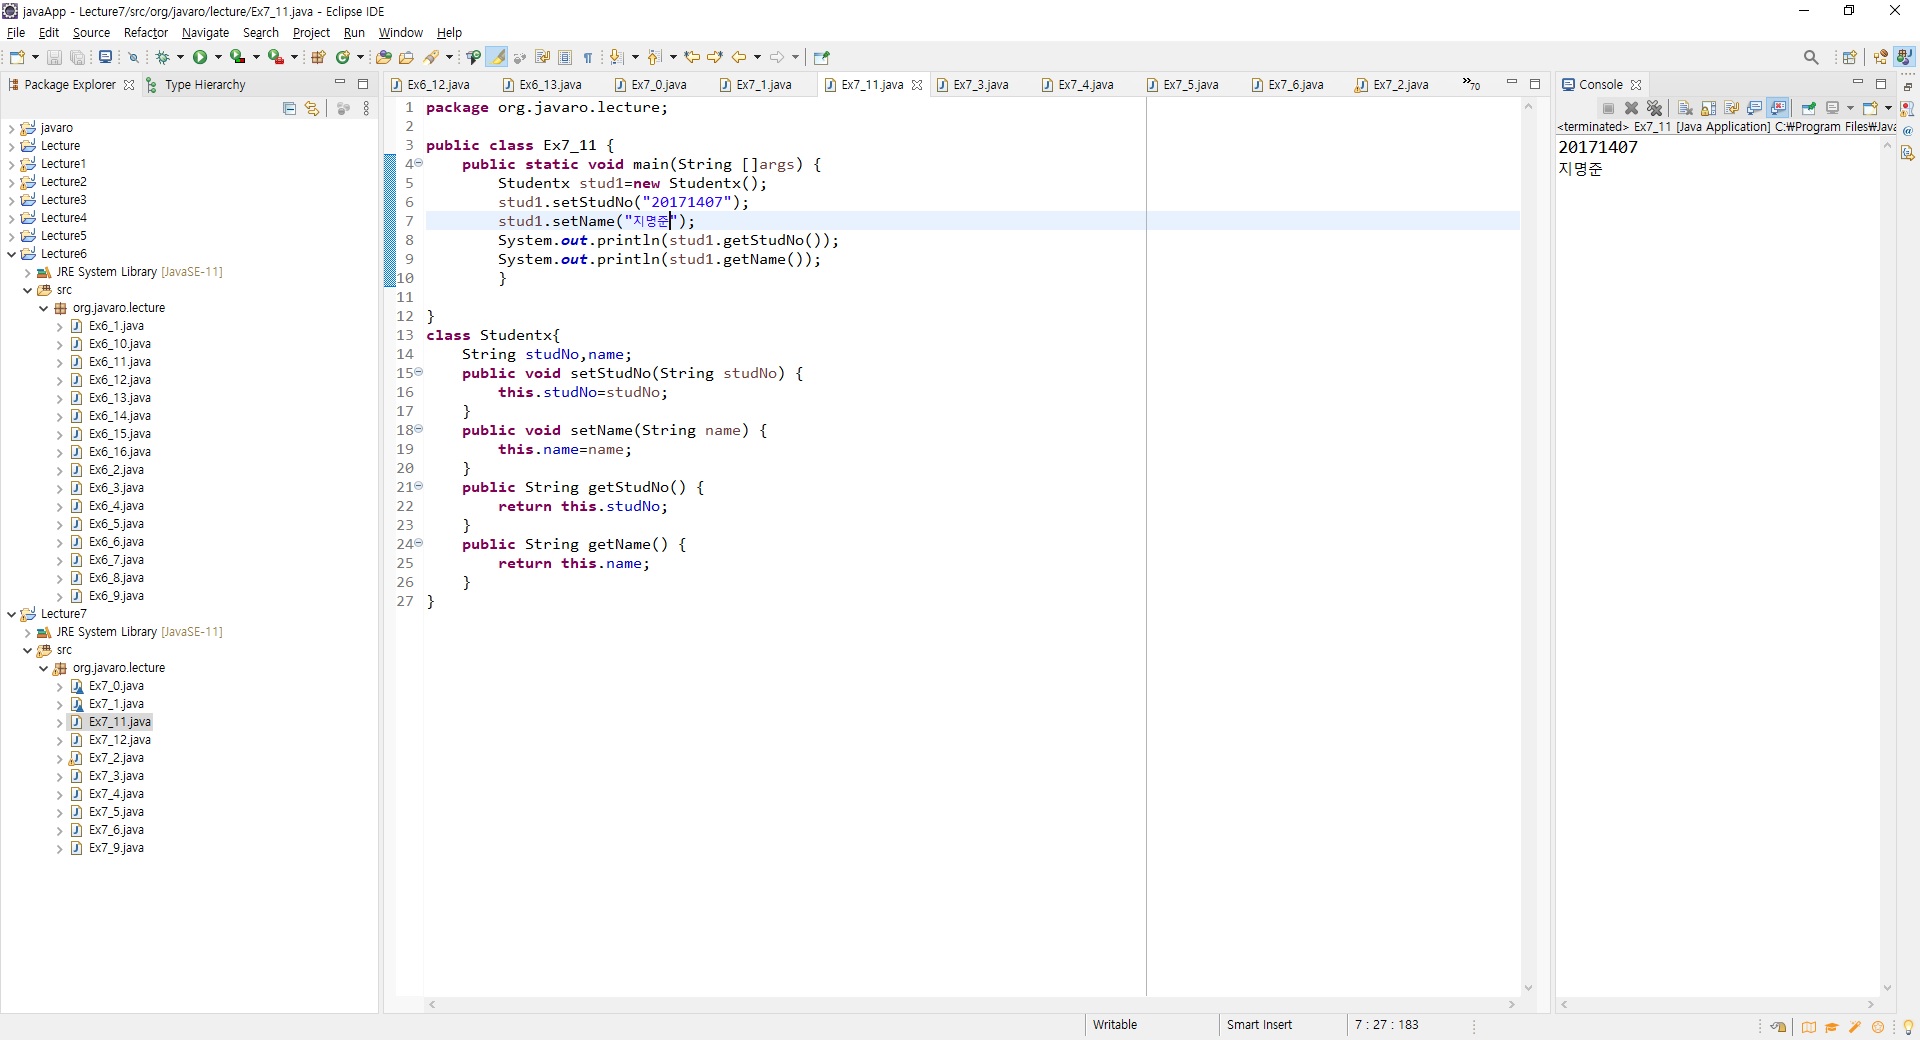 javaApp - Lecture7/src/org/javaro/lecture/Ex7_11.java - Eclipse IDE
File Edit Source Refactor Navigate Search Project Run Window Help
Package Explorer Type Hierarchy
javaro
Lecture
Lecture1
Lecture2
Lecture3
Lecture4
Lecture5
Lecture6
JRE System Library [JavaSE-11]
src
org.javaro.lecture
Ex6_1.java
Ex6_10.java
Ex6_11.java
Ex6_12.java
Ex6_13.java
Ex6_14.java
Ex6_15.java
Ex6_16.java
Ex6_2.java
Ex6_3.java
Ex6_4.java
Ex6_5.java
Ex6_6.java
Ex6_7.java
Ex6_8.java
Ex6_9.java
Lecture7
JRE System Library [JavaSE-11]
src
org.javaro.lecture
Ex7_0.java
Ex7_1.java
Ex7_11.java
Ex7_12.java
Ex7_2.java
Ex7_3.java
Ex7_4.java
Ex7_5.java
Ex7_6.java
Ex7_9.java
Ex6_12.java Ex6_13.java Ex7_0.java Ex7_1.java Ex7_11.java Ex7_3.java Ex7_4.java Ex7_5.java Ex7_6.java Ex7_2.java »70
1 package org.javaro.lecture;
2
3 public class Ex7_11 {
4 public static void main(String []args) {
5 Studentx stud1=new Studentx();
6 stud1.setStudNo("20171407");
7 stud1.setName("지명준");
8 System.out.println(stud1.getStudNo());
9 System.out.println(stud1.getName());
10 }
11
12 }
13 class Studentx{
14 String studNo,name;
15 public void setStudNo(String studNo) {
16 this.studNo=studNo;
17 }
18 public void setName(String name) {
19 this.name=name;
20 }
21 public String getStudNo() {
22 return this.studNo;
23 }
24 public String getName() {
25 return this.name;
26 }
27 }
Console
<terminated> Ex7_11 [Java Application] C:₩Program Files₩Java
20171407
지명준
Writable Smart Insert 7 : 27 : 183